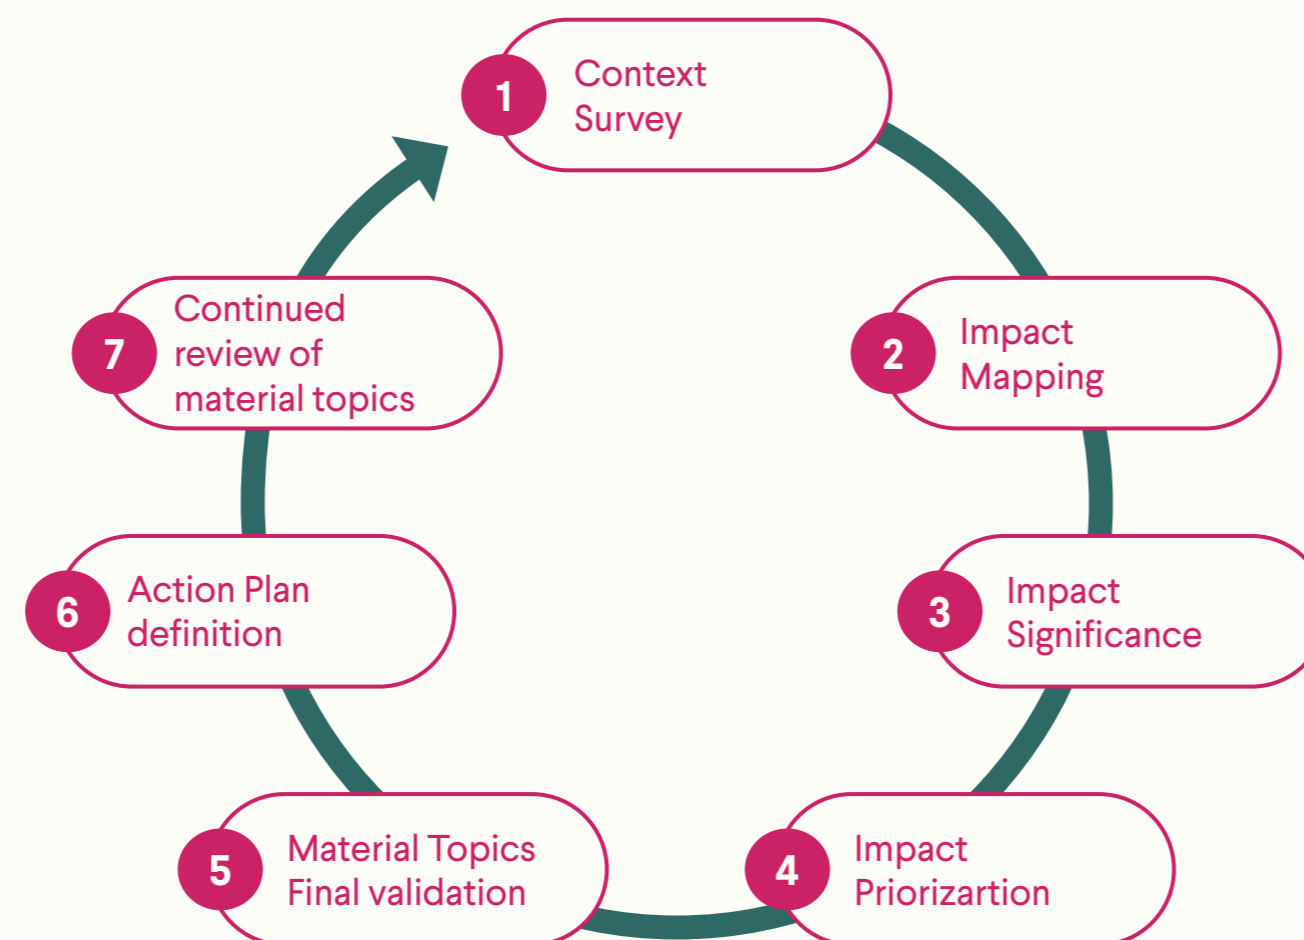 1
Context
Survey
2
Impact
Mapping
3
Impact
Significance
4
Impact
Priorizartion
5
Material Topics
Final validation
6
Action Plan
definition
7
Continued
review of
material topics